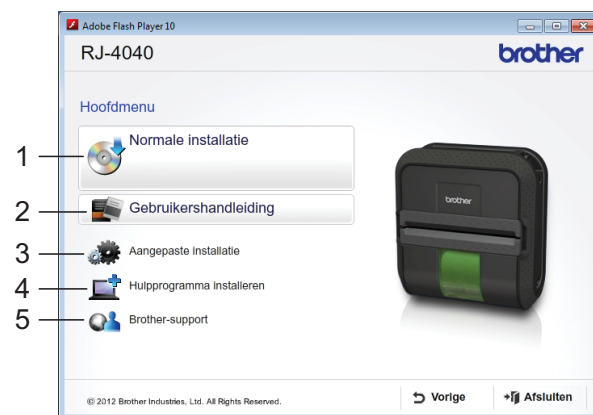 Adobe Flash Player 10
RJ-4040
brother
Hoofdmenu
1
Normale installatie
2
Gebruikershandleiding
3
Aangepaste installatie
4
Hulpprogramma installeren
5
Brother-support
brother
© 2012 Brother Industries, Ltd. All Rights Reserved.
Vorige
Afsluiten